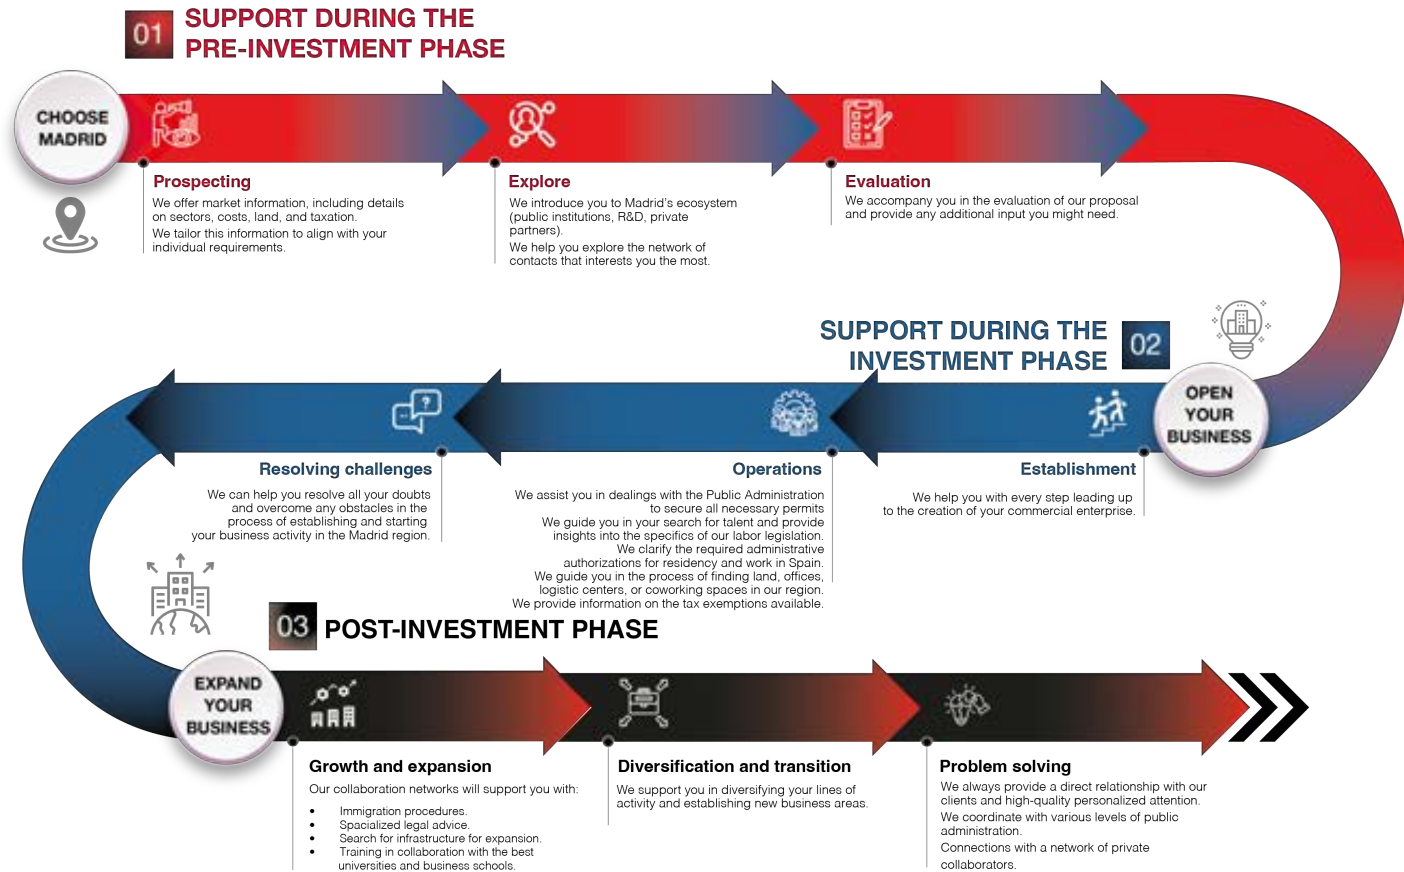 01
SUPPORT DURING THE
PRE-INVESTMENT PHASE
CHOOSE
MADRID
Prospecting
We offer market information, including details
on sectors, costs, land, and taxation.
We tailor this information to align with your
individual requirements.
Explore
We introduce you to Madrid's ecosystem
(public institutions, R&D, private
partners).
We help you explore the network of
contacts that interests you the most.
Evaluation
We accompany you in the evaluation of our proposal
and provide any additional input you might need.
SUPPORT DURING THE
INVESTMENT PHASE
02
OPEN
YOUR
BUSINESS
Establishment
We help you with every step leading up
to the creation of your commercial enterprise.
Operations
We assist you in dealings with the Public Administration
to secure all necessary permits
We guide you in your search for talent and provide
insights into the specifics of our labor legislation.
We clarify the required administrative
authorizations for residency and work in Spain.
We guide you in the process of finding land, offices,
logistic centers, or coworking spaces in our region.
We provide information on the tax exemptions available.
?
Resolving challenges
We can help you resolve all your doubts
and overcome any obstacles in the
process of establishing and starting
your business activity in the Madrid region.
03
POST-INVESTMENT PHASE
EXPAND
YOUR
BUSINESS
Growth and expansion
Our collaboration networks will support you with:
• Immigration procedures.
• Spacialized legal advice.
• Search for infrastructure for expansion.
• Training in collaboration with the best
universities and business schools.
Diversification and transition
We support you in diversifying your lines of
activity and establishing new business areas.
Problem solving
We always provide a direct relationship with our
clients and high-quality personalized attention.
We coordinate with various levels of public
administration.
Connections with a network of private
collaborators.